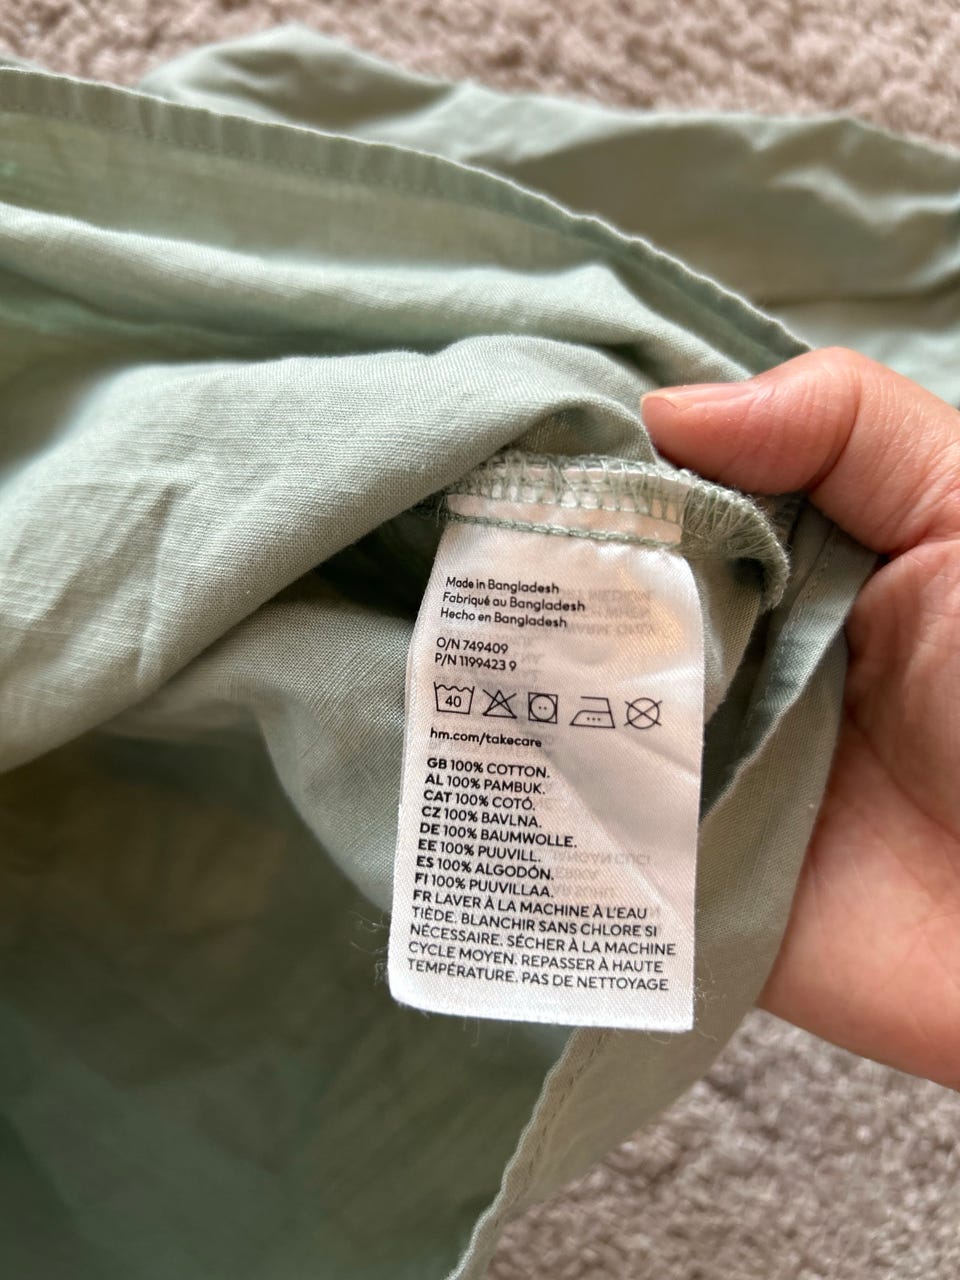 Made in Bangladesh
Fabriqué au Bangladesh
Hecho en Bangladesh
O/N 749409
P/N 1199423 9
40
hm.com/takecare
GB 100% COTTON.
AL 100% PAMBUK.
CAT 100% COTÓ.
CZ 100% BAVLNA.
DE 100% BAUMWOLLE.
EE 100% PUUVILL.
ES 100% ALGODÓN.
FI 100% PUUVILLAA.
FR LAVER À LA MACHINE À L'EAU
TIÈDE. BLANCHIR SANS CHLORE SI
NÉCESSAIRE. SÉCHER À LA MACHINE
CYCLE MOYEN. REPASSER À HAUTE
TEMPÉRATURE. PAS DE NETTOYAGE